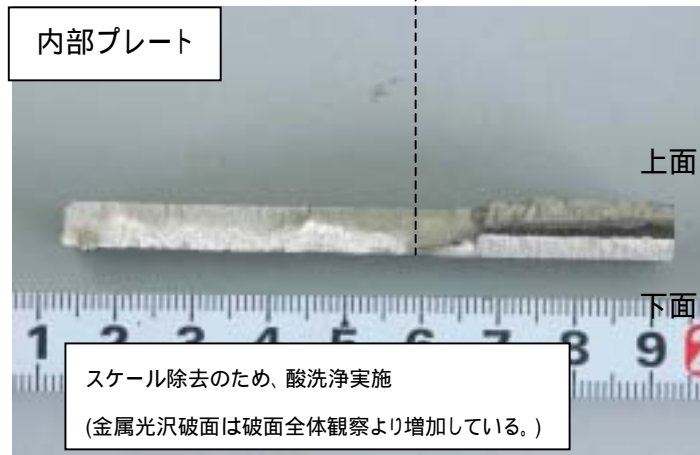 内部プレート
上面
下面
1 2 3 4 5 6 7 8 9
スケール除去のため、酸洗浄実施
(金属光沢破面は破面全体観察より増加している。)